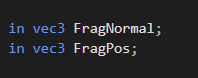 in vec3 FragNormal;
in vec3 FragPos;